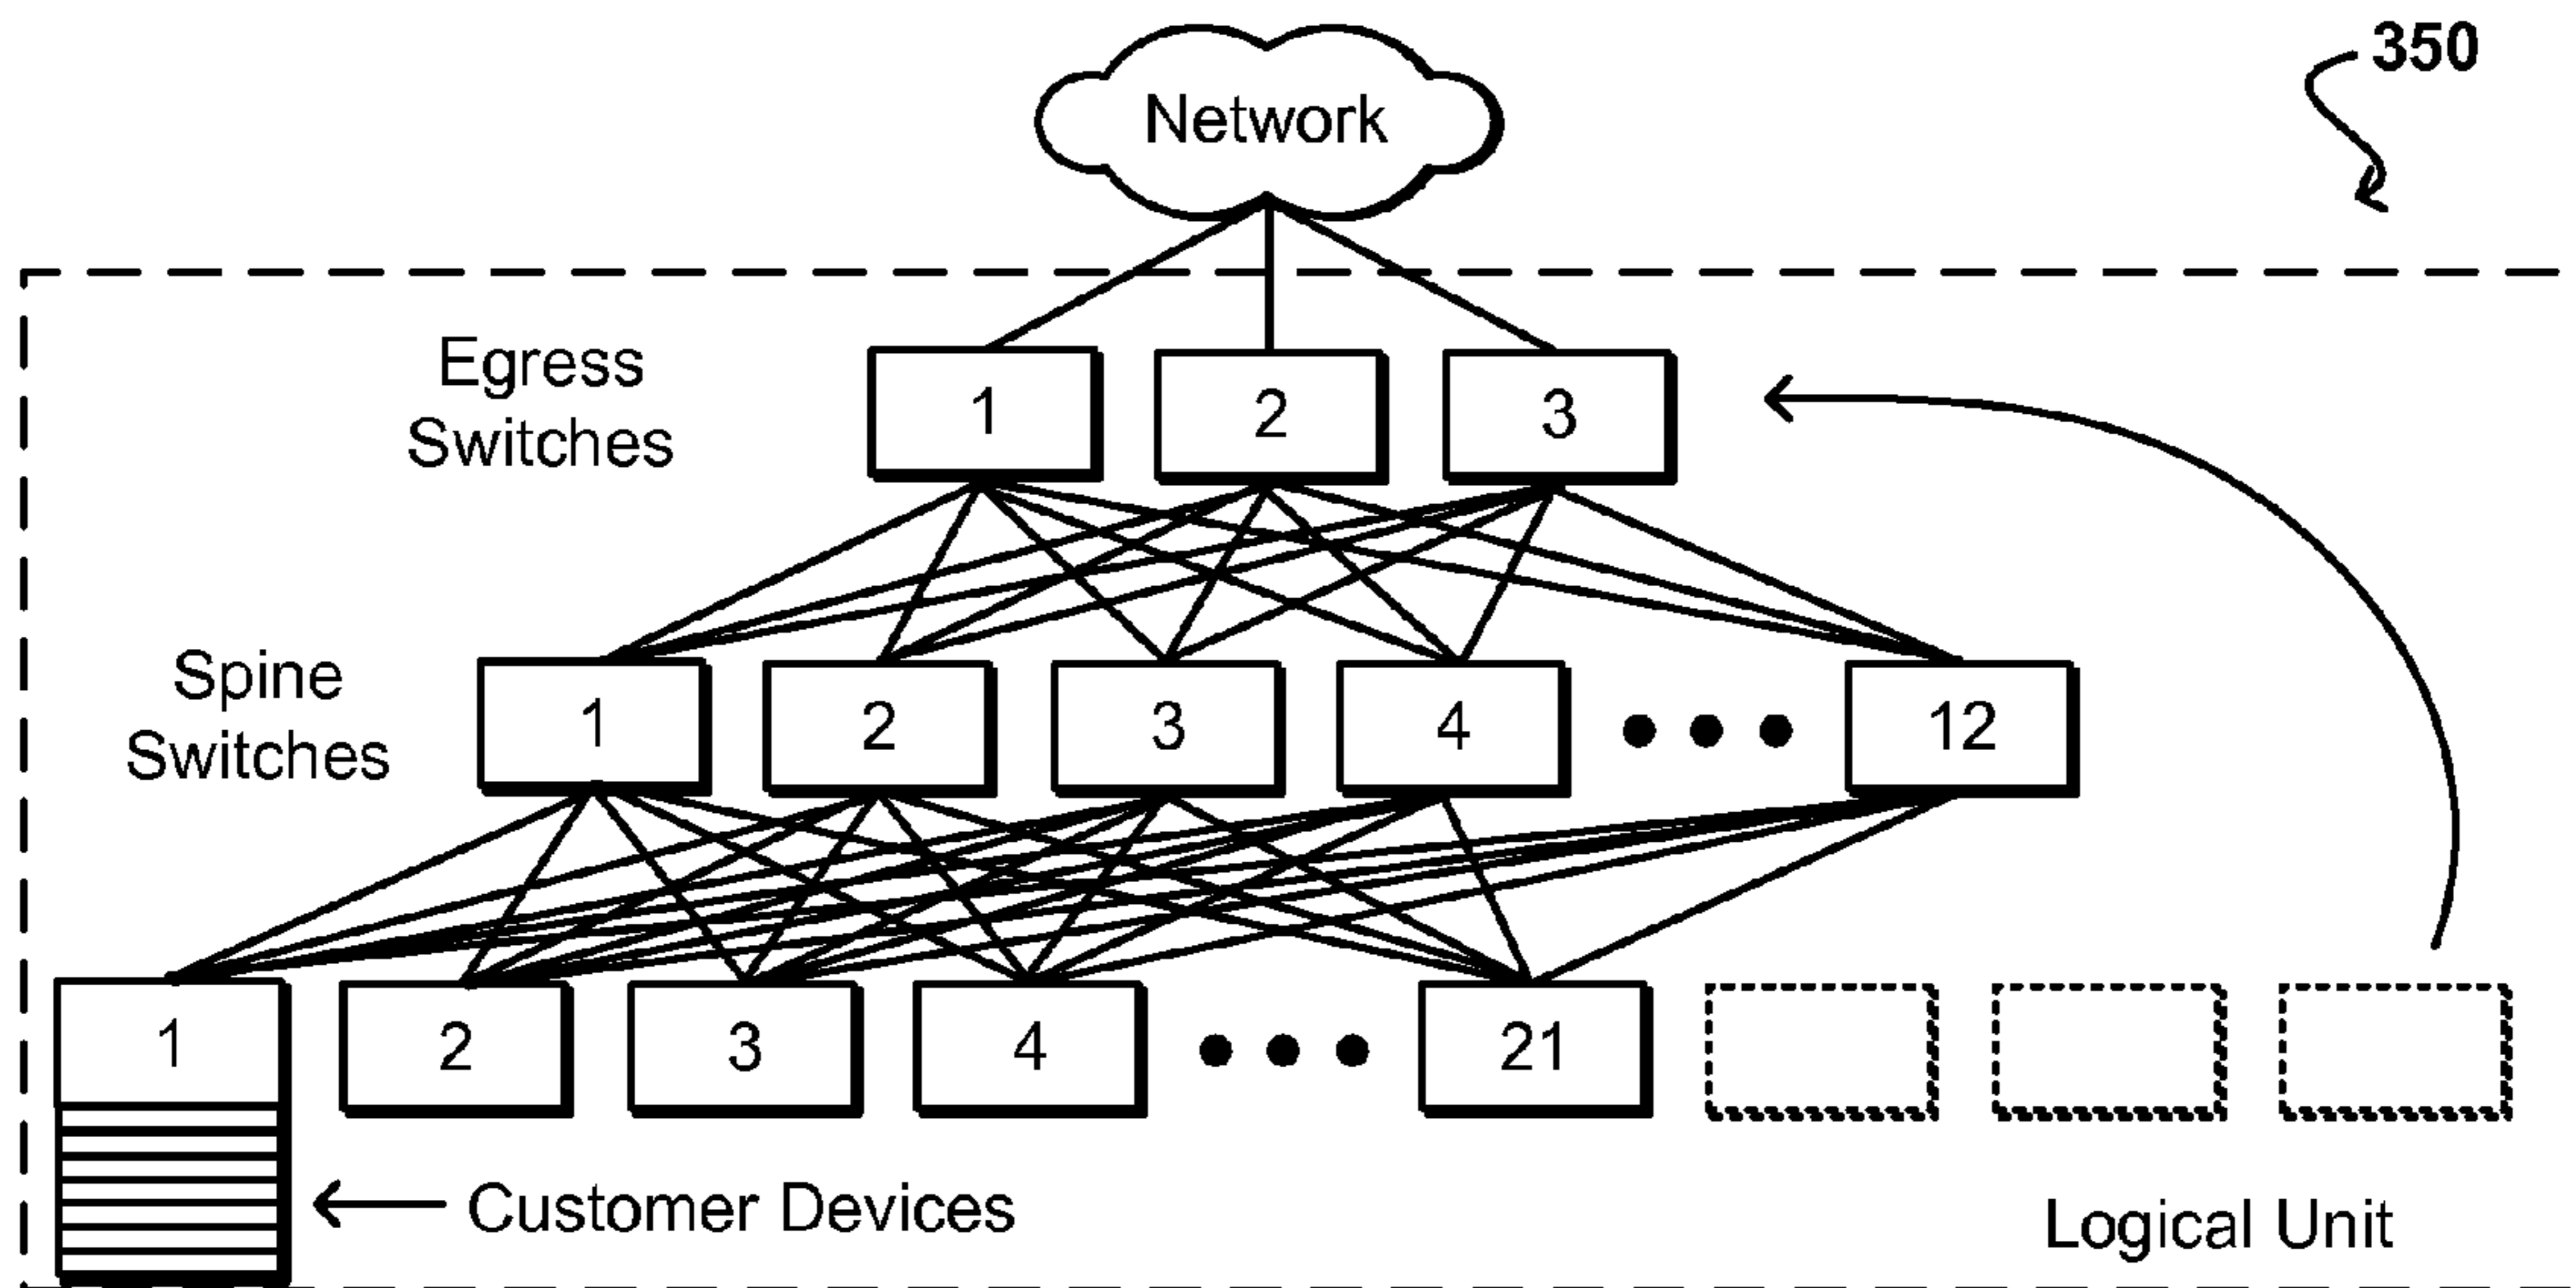 350
Network
Egress
Switches
1 2 3
Spine
Switches
1 2 3 4 12
1 2 3 4 21
Customer Devices
Logical Unit